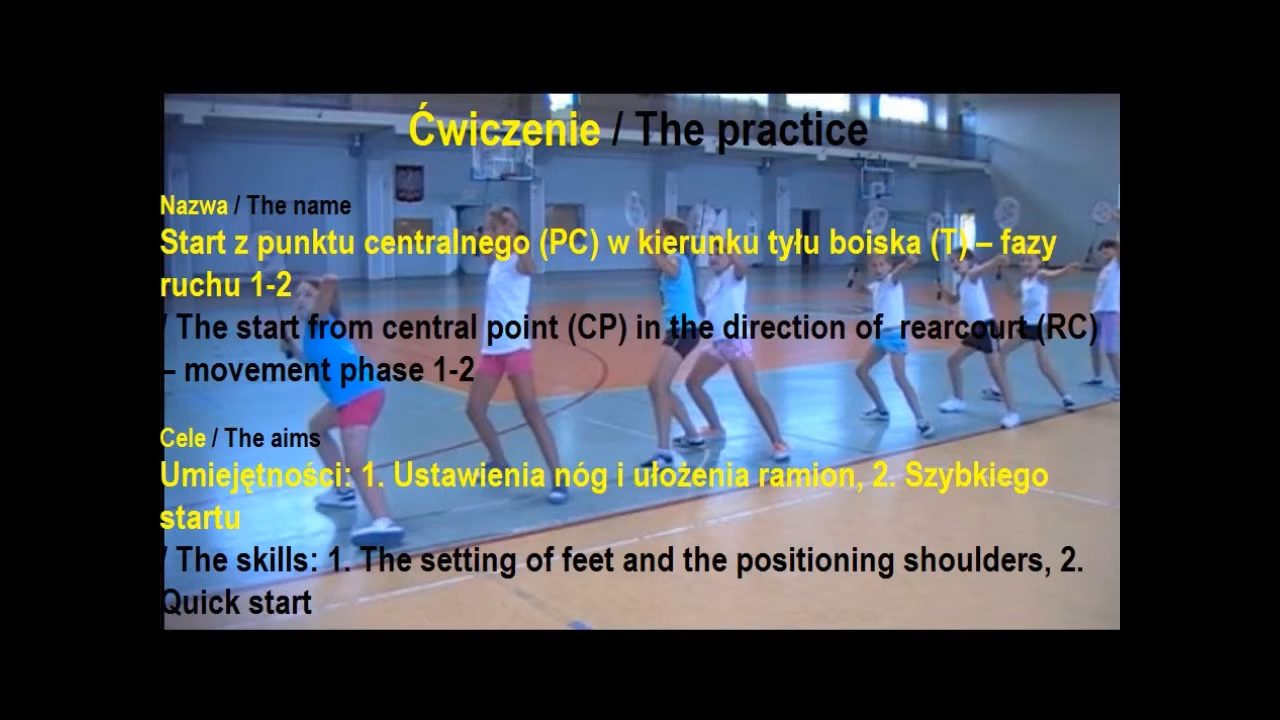 Ćwiczenie / The practice
Nazwa / The name
Start z punktu centralnego (PC) w kierunku tyłu boiska (T) – fazy
ruchu 1-2
/ The start from central point (CP) in the direction of rearcourt (RC)
– movement phase 1-2
Cele / The aims
Umiejętności: 1. Ustawienia nóg i ułożenia ramion, 2. Szybkiego
startu
/ The skills: 1. The setting of feet and the positioning shoulders, 2.
Quick start